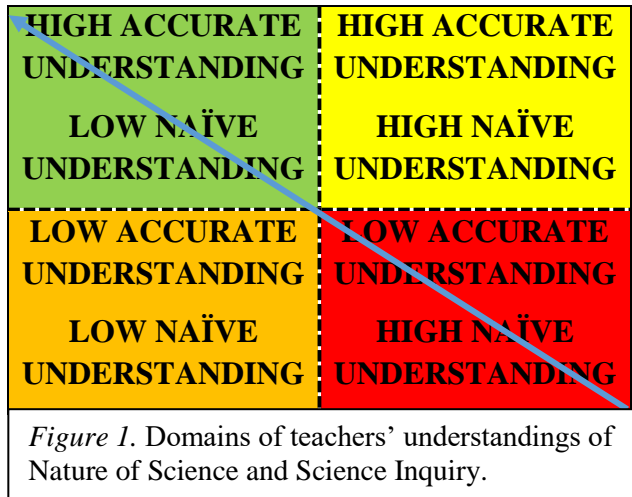 HIGH ACCURATE
UNDERSTANDING
LOW NAÏVE
UNDERSTANDING
HIGH ACCURATE
UNDERSTANDING
HIGH NAÏVE
UNDERSTANDING
LOW ACCURATE
UNDERSTANDING
LOW NAÏVE
UNDERSTANDING
LOW ACCURATE
UNDERSTANDING
HIGH NAÏVE
UNDERSTANDING
Figure 1. Domains of teachers’ understandings of
Nature of Science and Science Inquiry.